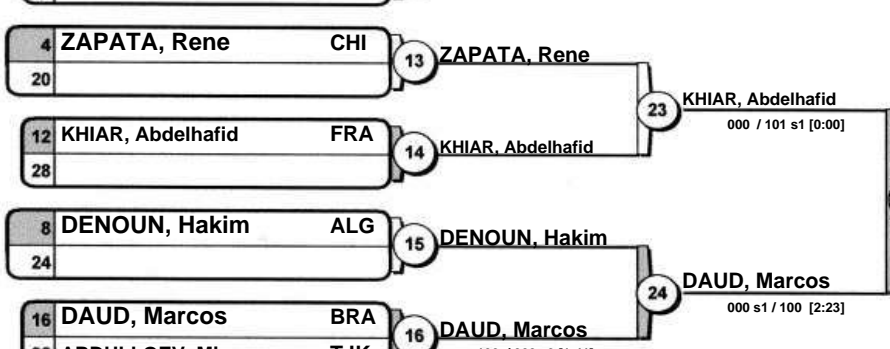 4 ZAPATA, Rene CHI
20
13 ZAPATA, Rene
12 KHIAR, Abdelhafid FRA
28
14 KHIAR, Abdelhafid
23 KHIAR, Abdelhafid
000 / 101 s1 [0:00]
8 DENOUN, Hakim ALG
24
15 DENOUN, Hakim
16 DAUD, Marcos BRA
16 DAUD, Marcos
24 DAUD, Marcos
000 s1 / 100 [2:23]